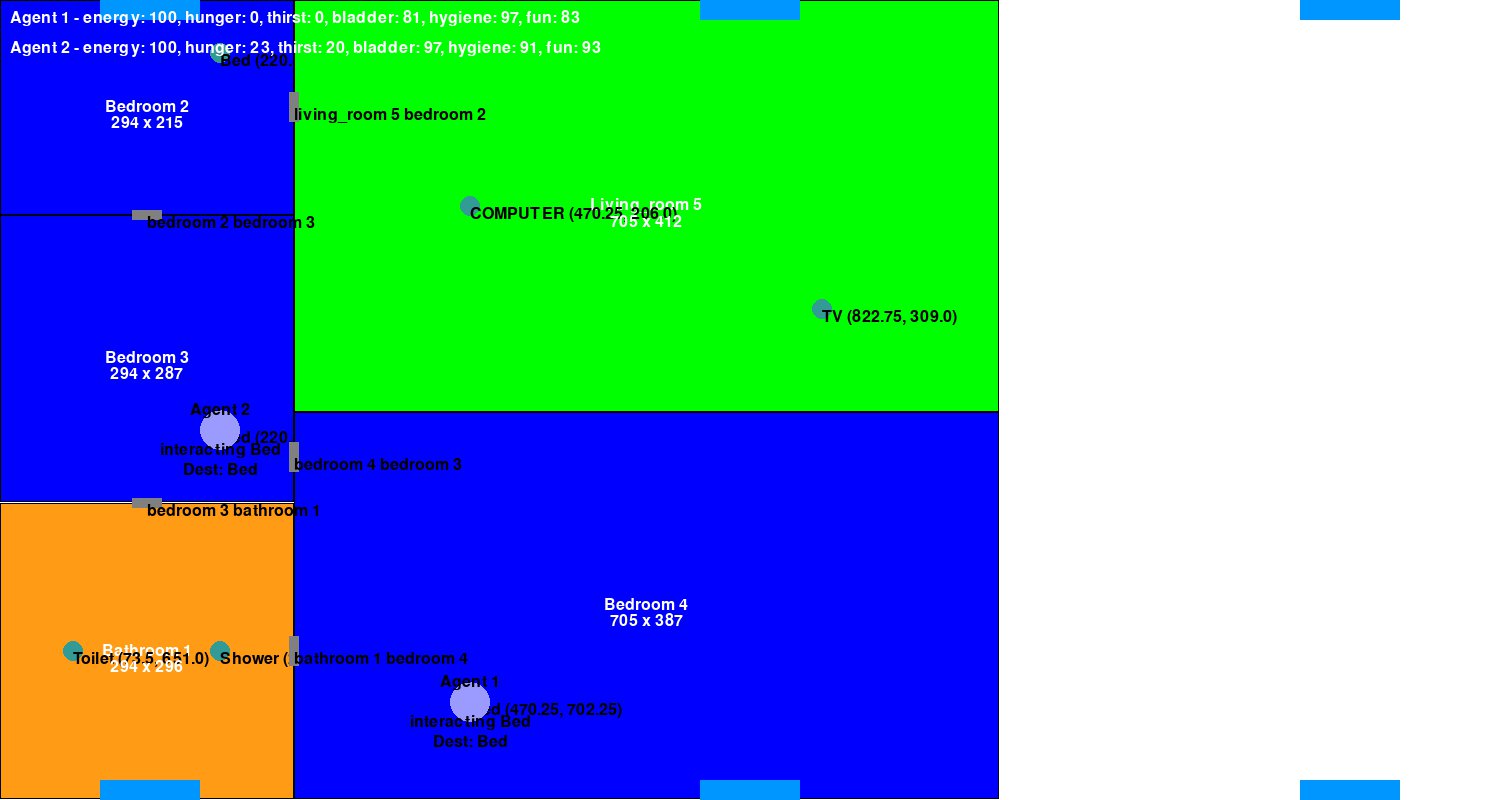 Agent 1 - energy: 100, hunger: 0, thirst: 0, bladder: 81, hygiene: 97, fun: 83
Agent 2 - energy: 100, hunger: 23, thirst: 20, bladder: 97, hygiene: 91, fun: 93
Bed (220.
Bedroom 2
294 x 215
living_room 5 bedroom 2
Living_room 5
COMPUTER (470.25, 206.0)
705 x 412
bedroom 2 bedroom 3
TV (822.75, 309.0)
Bedroom 3
294 x 287
Agent 2
d (220
interacting Bed
Dest: Bed
bedroom 4 bedroom 3
bedroom 3 bathroom 1
Bedroom 4
705 x 387
Bathroom 1
Toilet (73.5, 651.0)
Shower (
bathroom 1 bedroom 4
294 x 296
Agent 1
d (470.25, 702.25)
interacting Bed
Dest: Bed